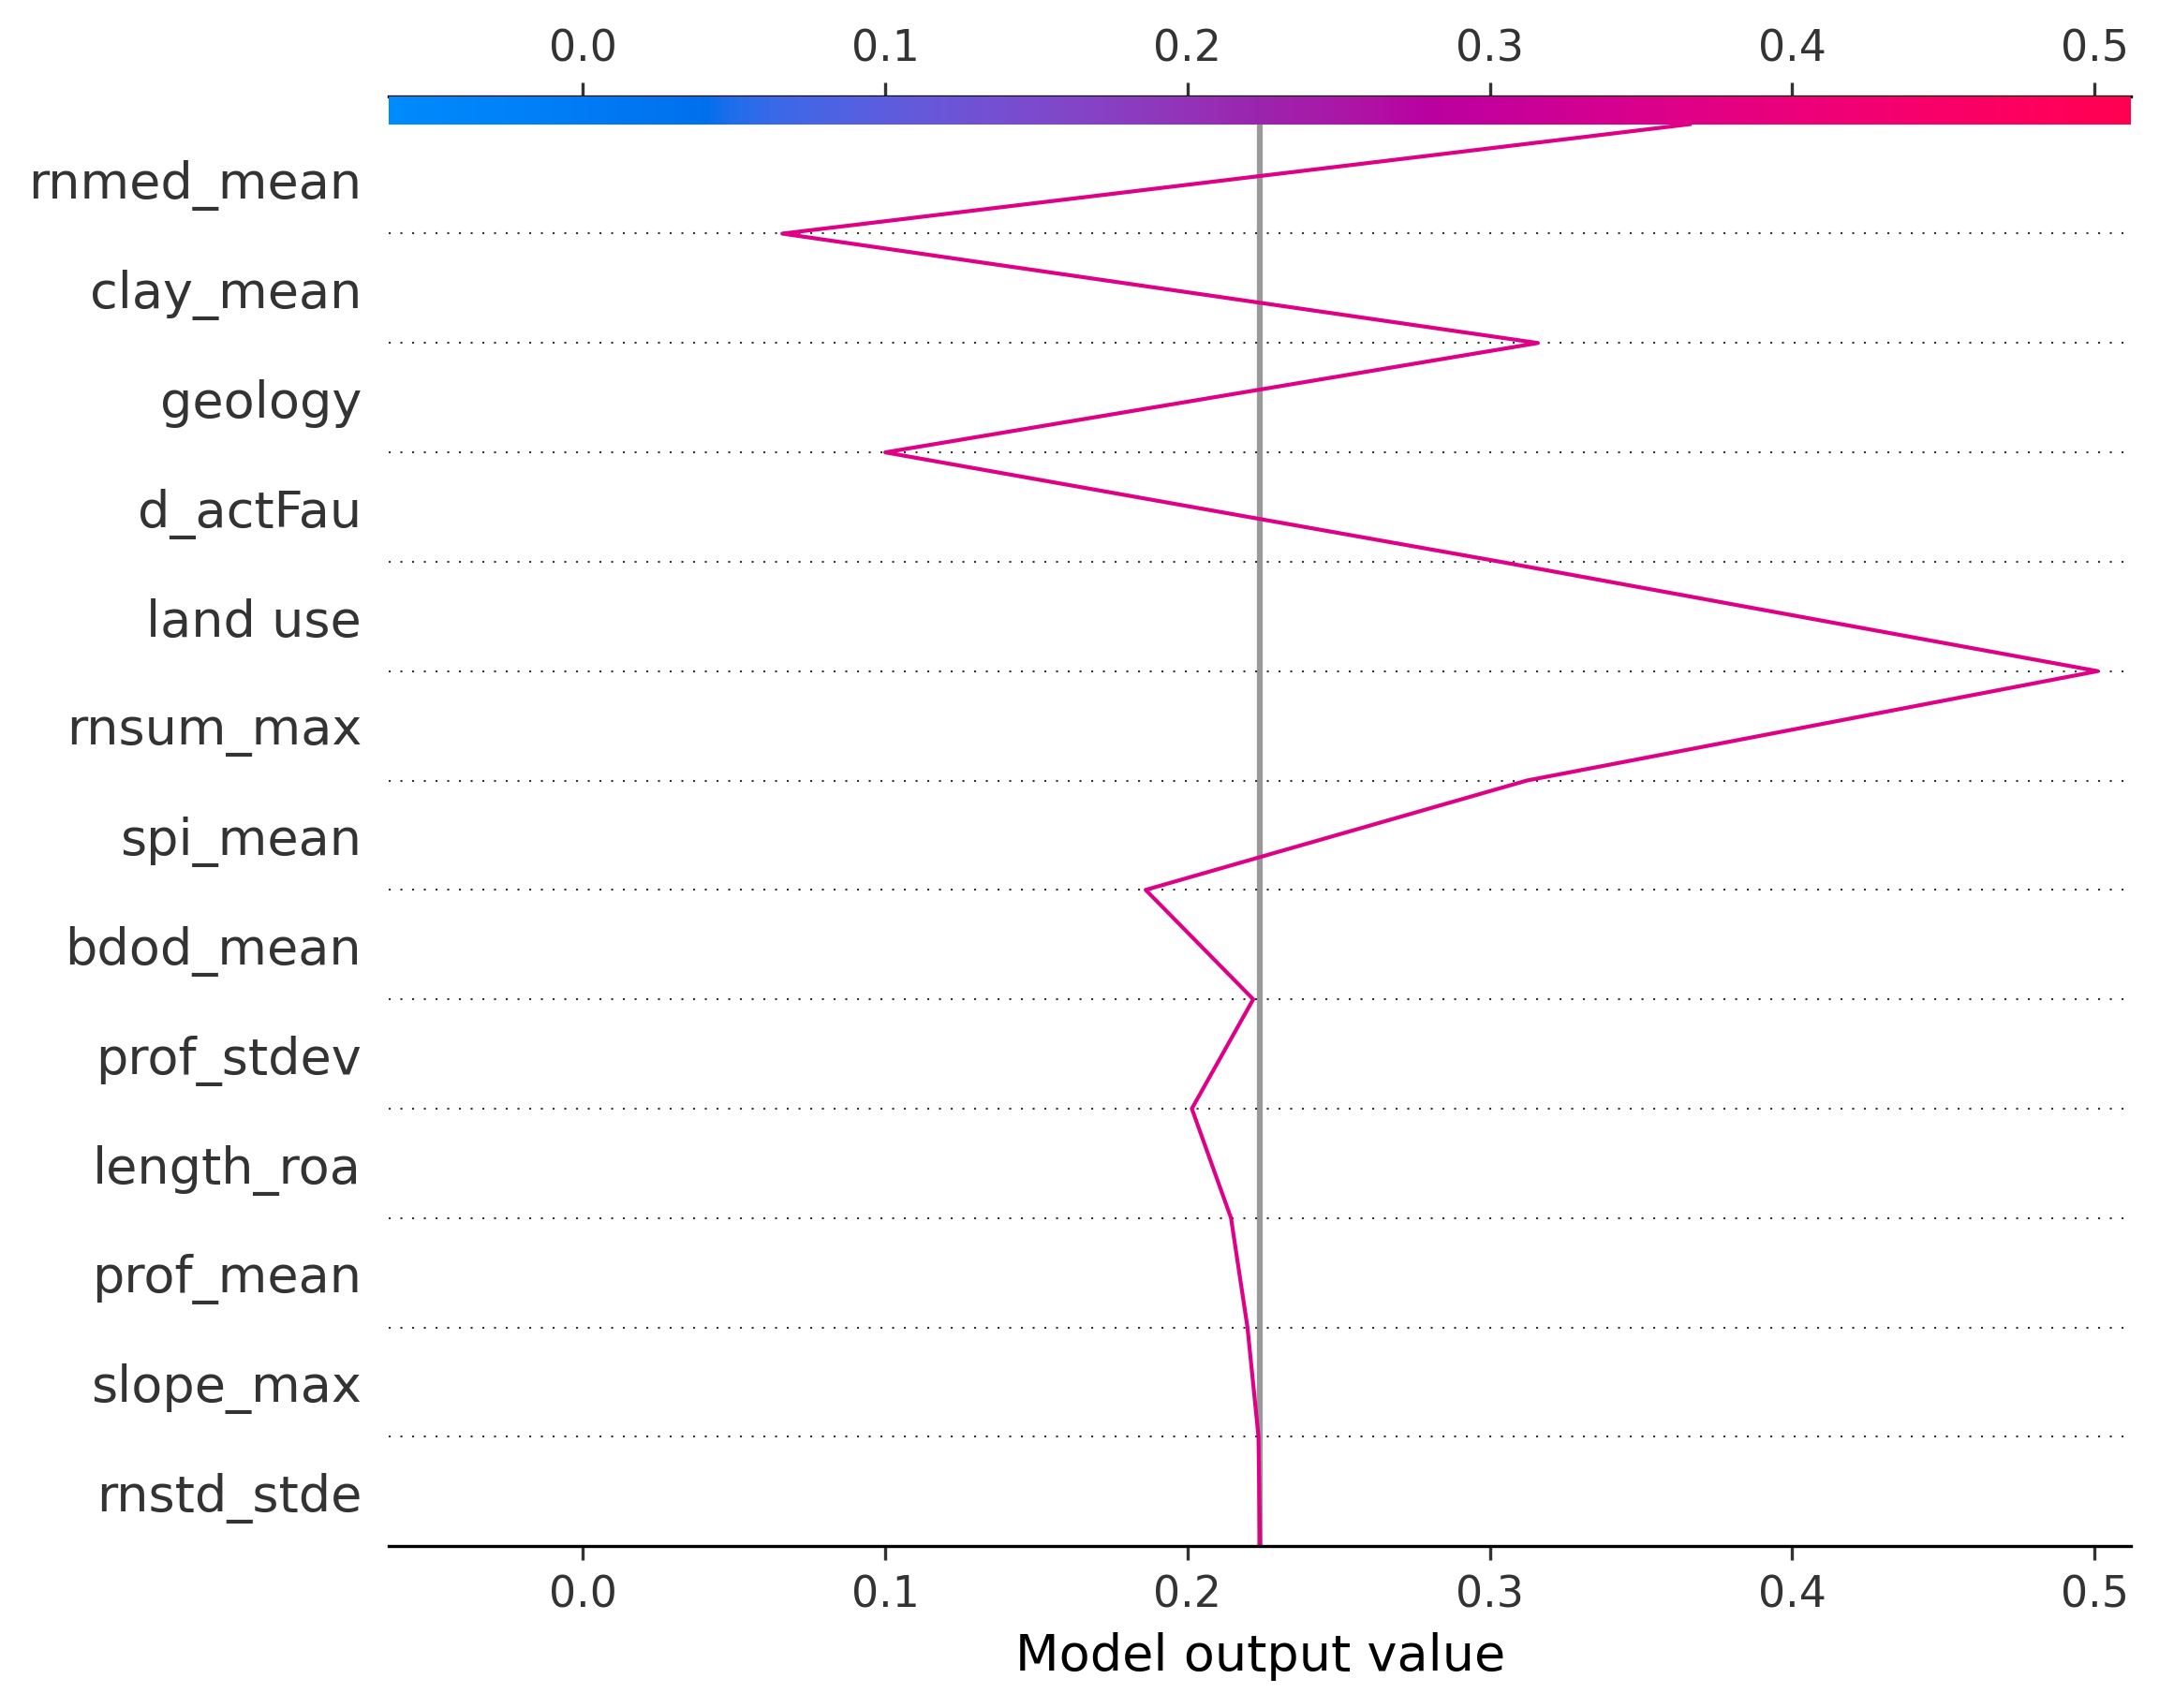 0.0 0.1 0.2 0.3 0.4 0.5
rnmed_mean
clay_mean
geology
d_actFau
land use
rnsum_max
spi_mean
bdod_mean
prof_stdev
length_roa
prof_mean
slope_max
rnstd_stde
0.0 0.1 0.2 0.3 0.4 0.5
Model output value